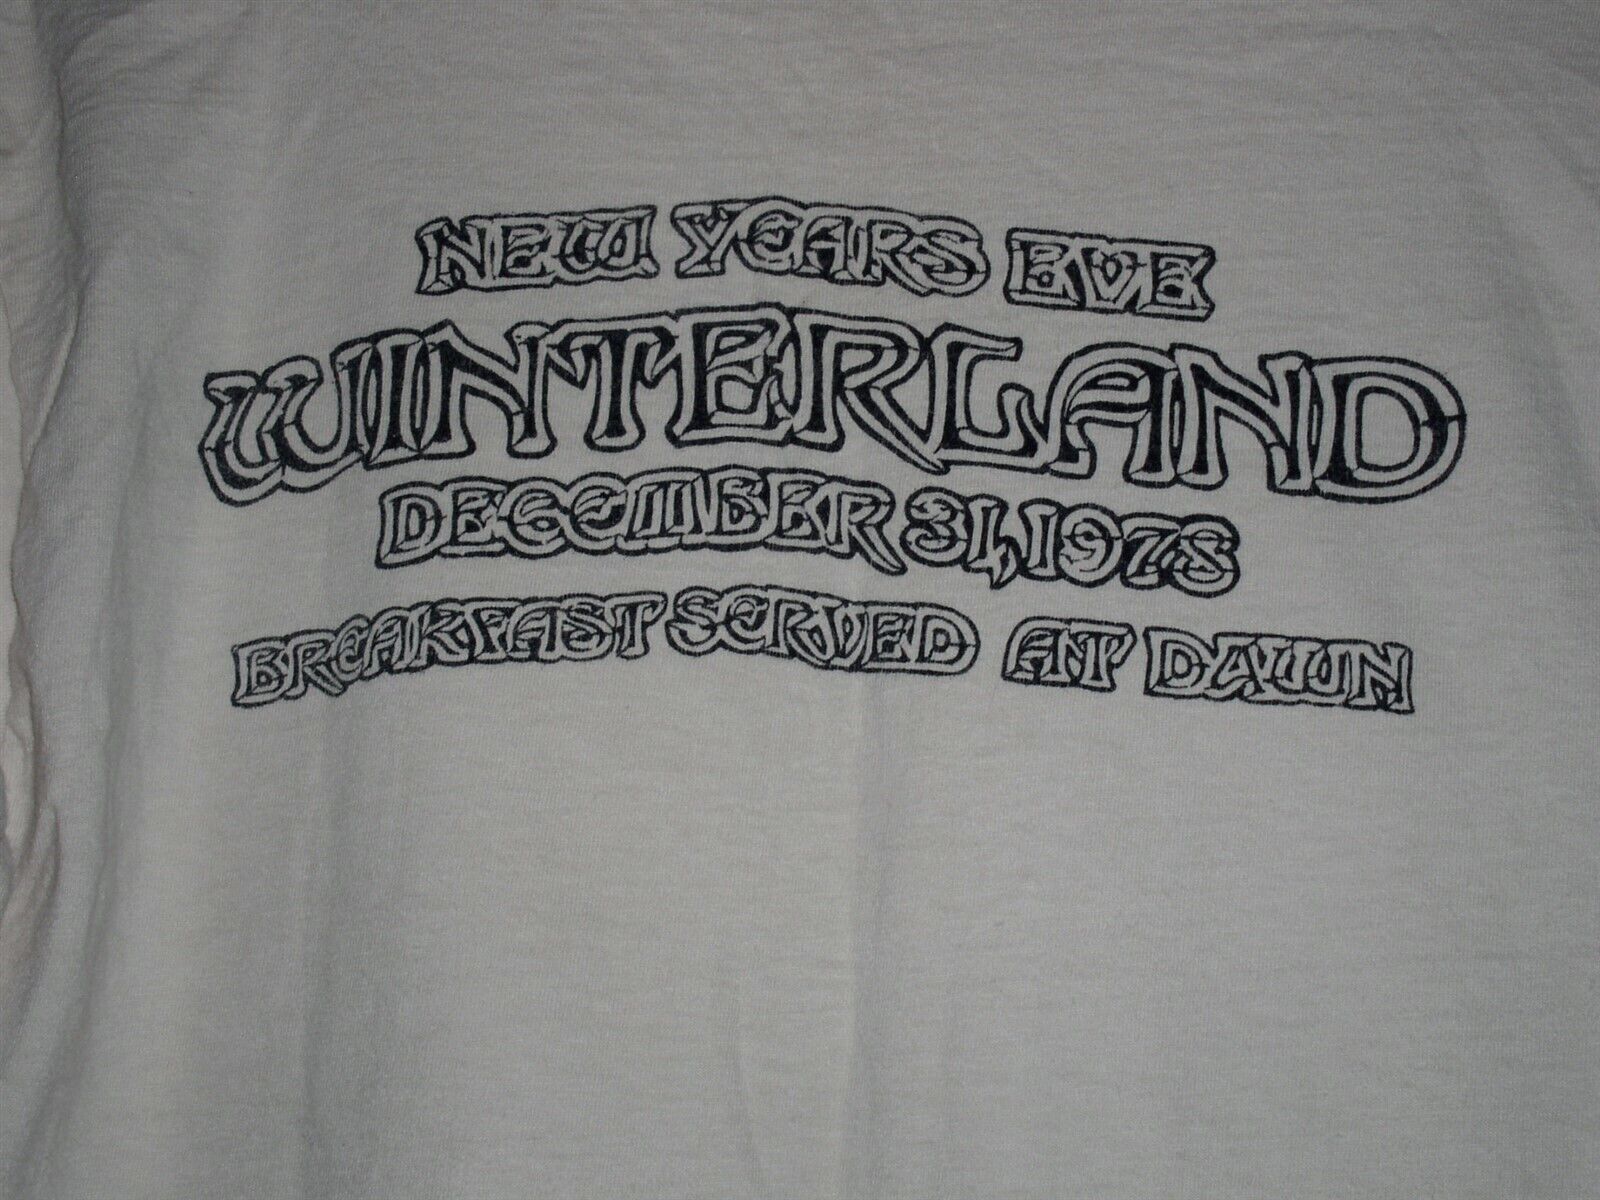 NEW YEARS EVE
WINTERLAND
DECEMBER 31, 1978
BREAKFAST SERVED AT DAWN